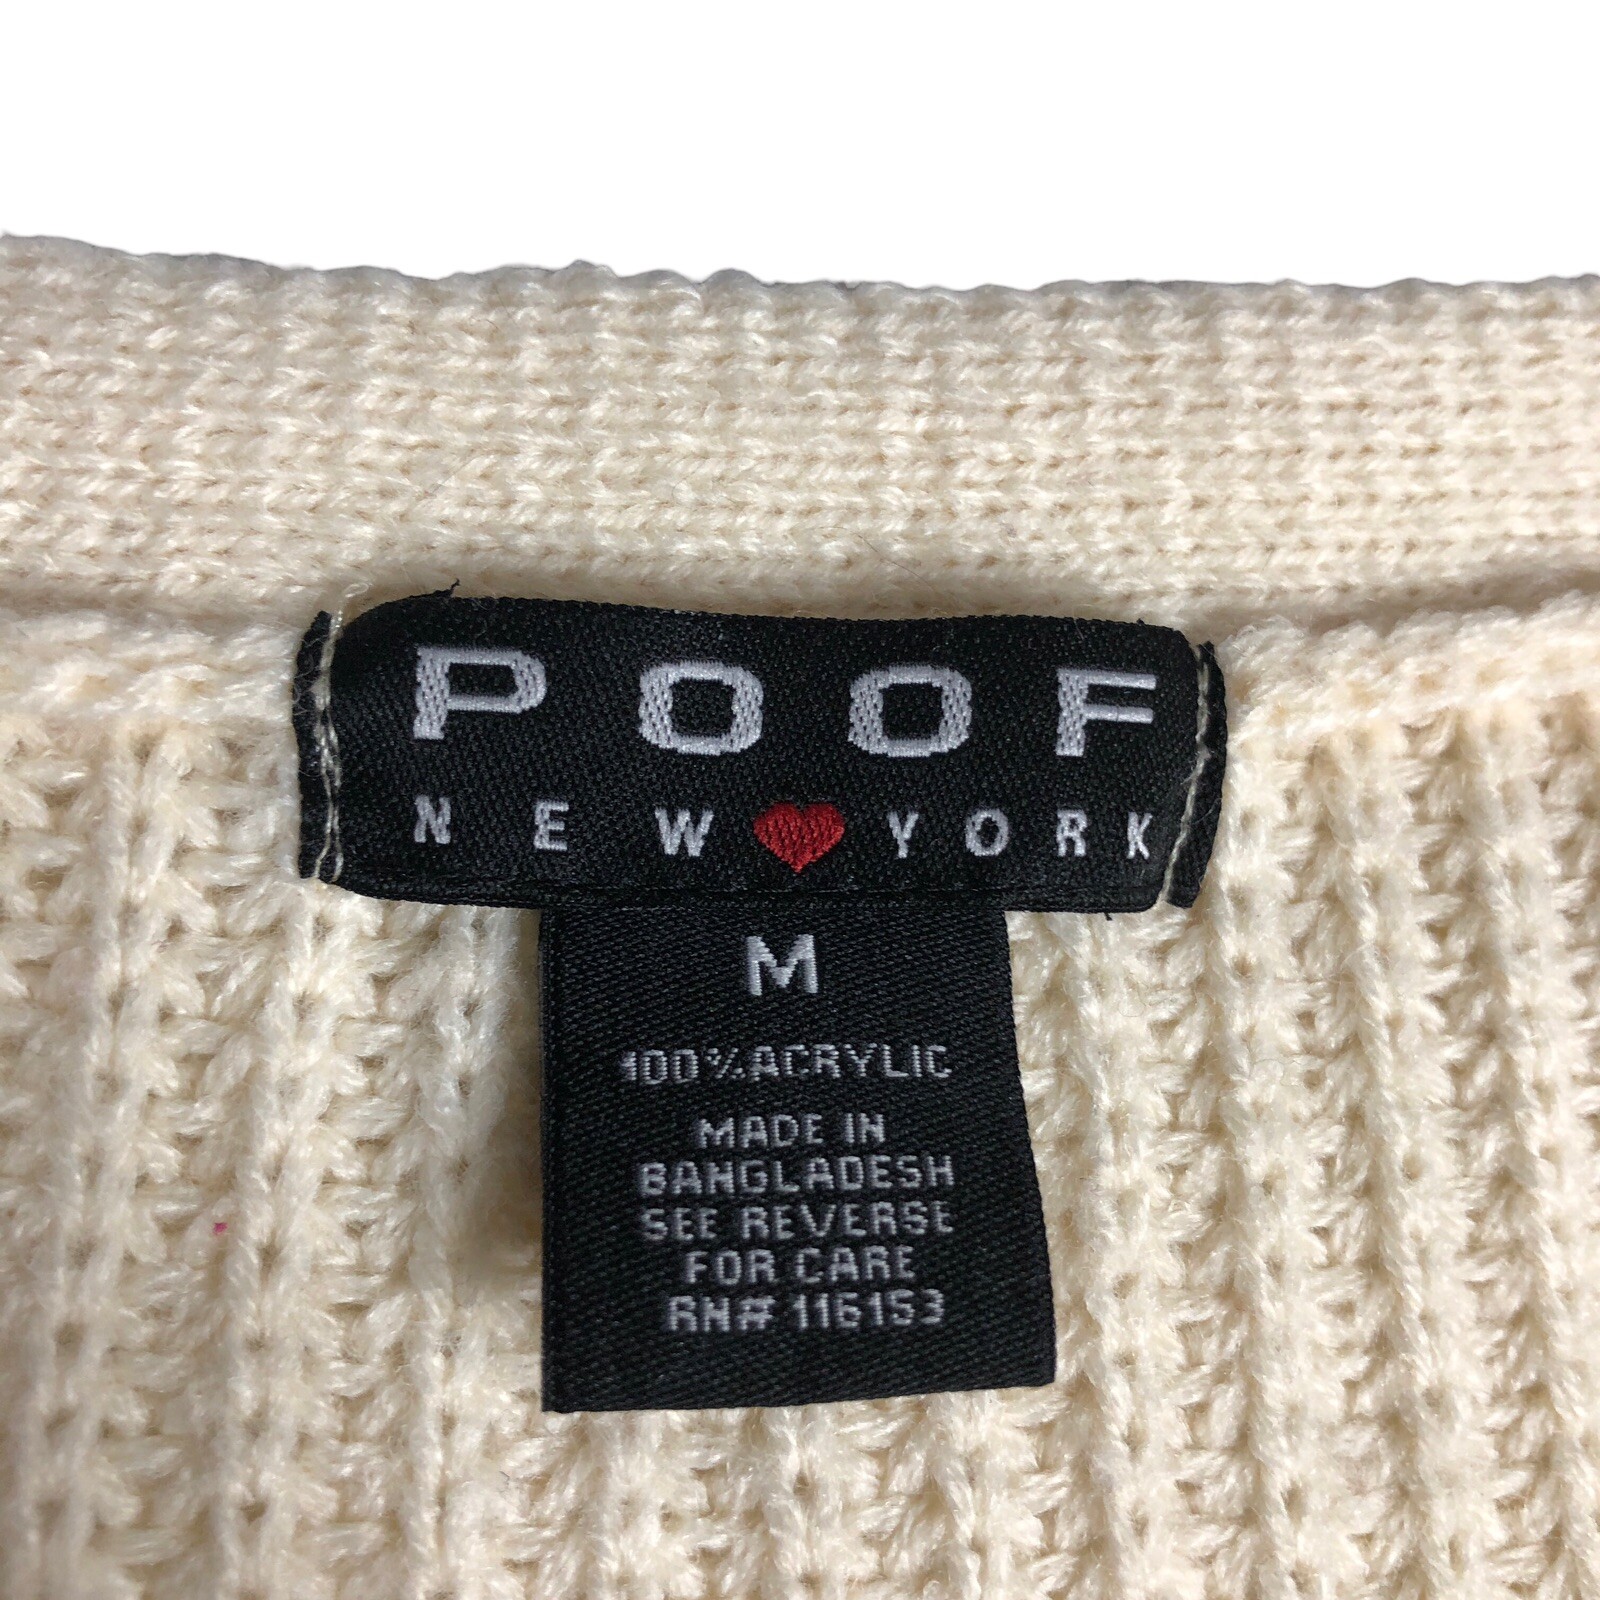 POOF
NEW YORK
M
100% ACRYLIC
MADE IN
BANGLADESH
SEE REVERSE
FOR CARE
RN# 116153